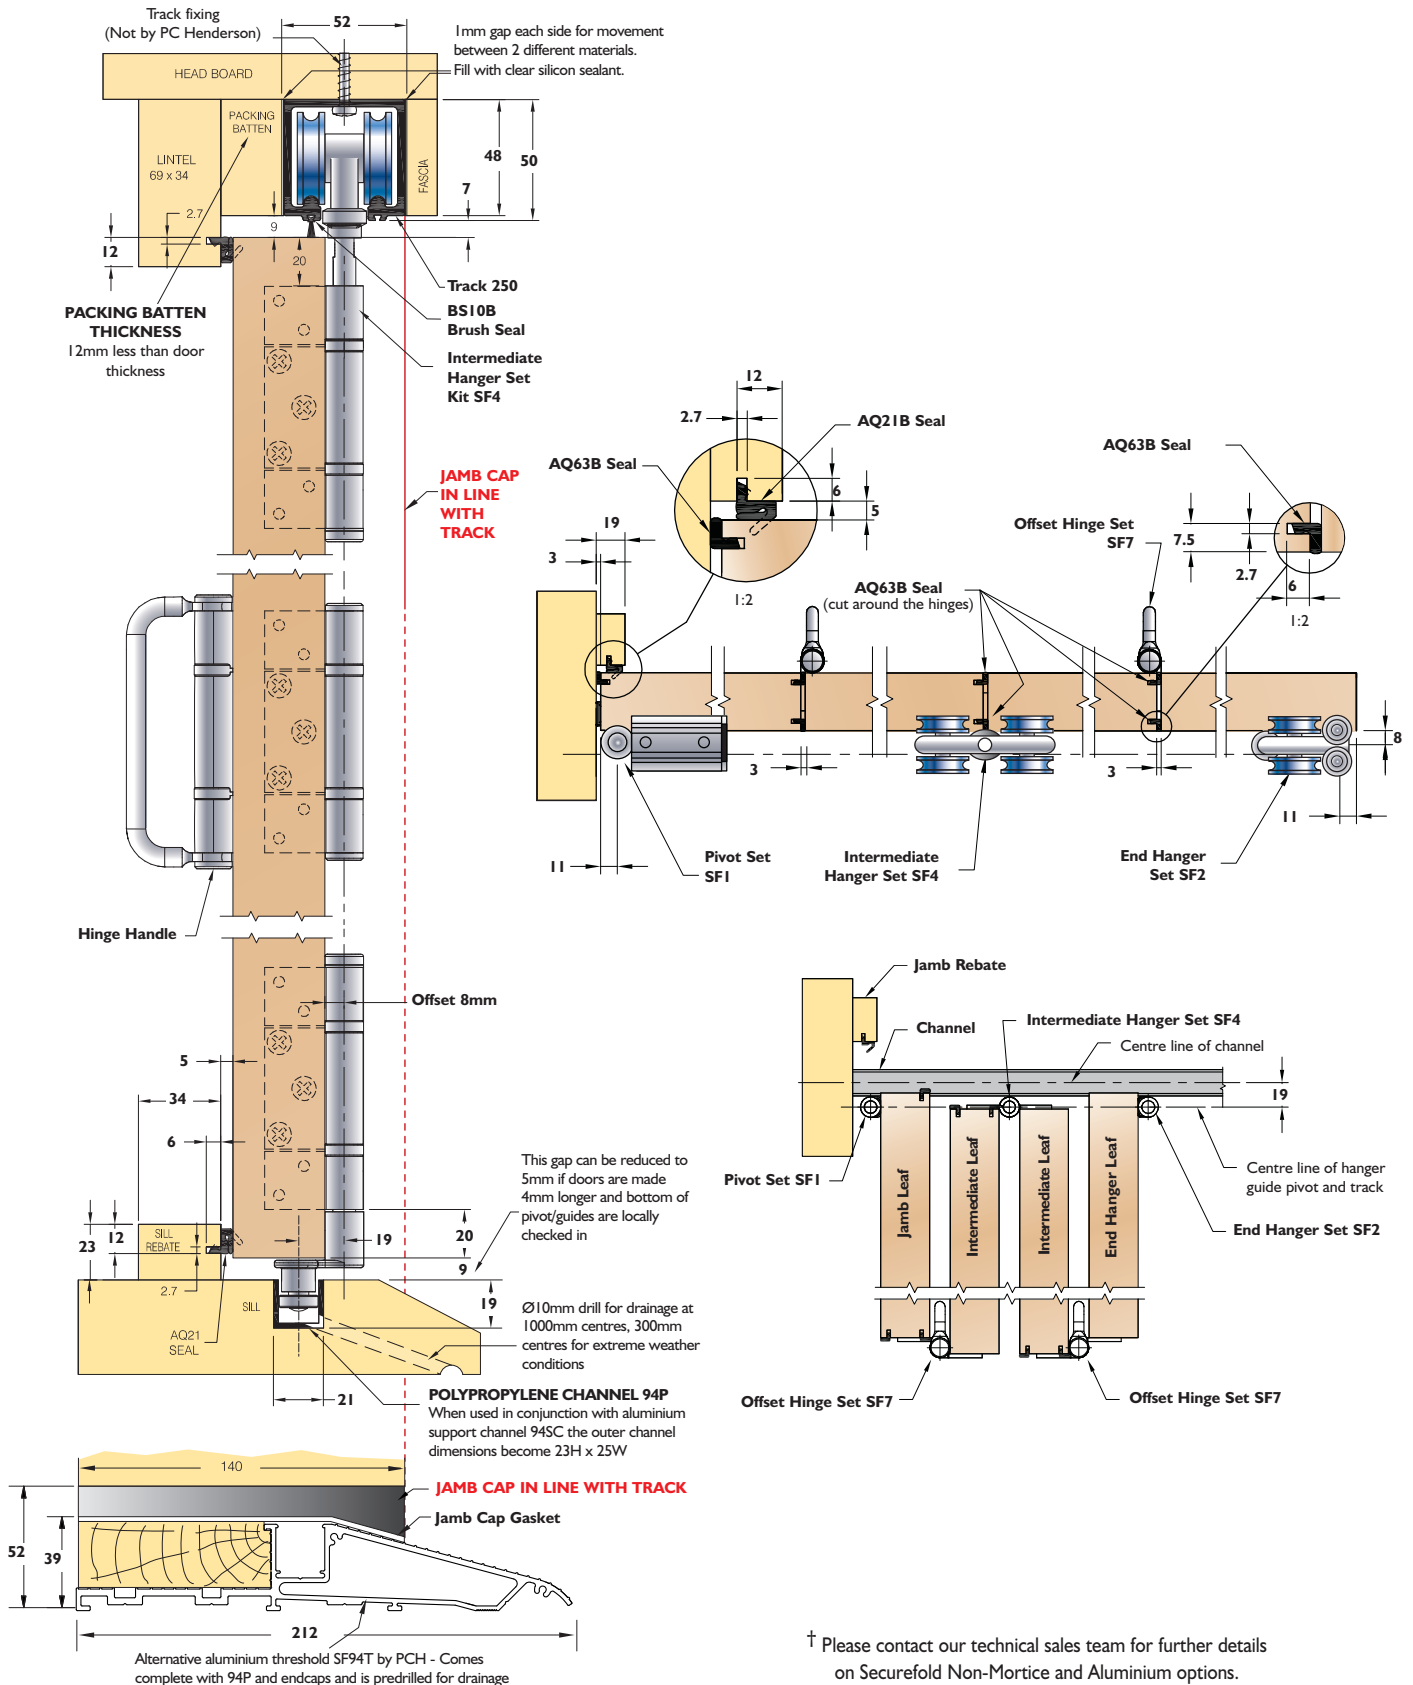 Track fixing
(Not by PC Henderson)
52
1mm gap each side for movement
between 2 different materials.
Fill with clear silicon sealant.
HEAD BOARD
PACKING
BATTEN
LINTEL
69 x 34
FASCIA
48
50
7
2.7
9
12
20
PACKING BATTEN
THICKNESS
12mm less than door
thickness
Track 250
BS10B
Brush Seal
Intermediate
Hanger Set
Kit SF4
JAMB CAP
IN LINE
WITH
TRACK
12
2.7
AQ21B Seal
AQ63B Seal
6
5
19
3
1:2
AQ63B Seal
(cut around the hinges)
Offset Hinge Set
SF7
AQ63B Seal
7.5
2.7
6
1:2
3
3
8
11
11
Pivot Set
SF1
Intermediate
Hanger Set SF4
End Hanger
Set SF2
Hinge Handle
Offset 8mm
5
34
6
23
12
SILL
REBATE
2.7
SILL
AQ21
SEAL
19
20
9
19
21
This gap can be reduced to
5mm if doors are made
4mm longer and bottom of
pivot/guides are locally
checked in
Ø10mm drill for drainage at
1000mm centres, 300mm
centres for extreme weather
conditions
POLYPROPYLENE CHANNEL 94P
When used in conjunction with aluminium
support channel 94SC the outer channel
dimensions become 23H x 25W
Jamb Rebate
Channel
Intermediate Hanger Set SF4
Centre line of channel
19
Pivot Set SF1
Jamb Leaf
Intermediate Leaf
Intermediate Leaf
End Hanger Leaf
Centre line of hanger
guide pivot and track
End Hanger Set SF2
Offset Hinge Set SF7
Offset Hinge Set SF7
140
JAMB CAP IN LINE WITH TRACK
Jamb Cap Gasket
52
39
212
Alternative aluminium threshold SF94T by PCH - Comes
complete with 94P and endcaps and is predrilled for drainage
† Please contact our technical sales team for further details
on Securefold Non-Mortice and Aluminium options.